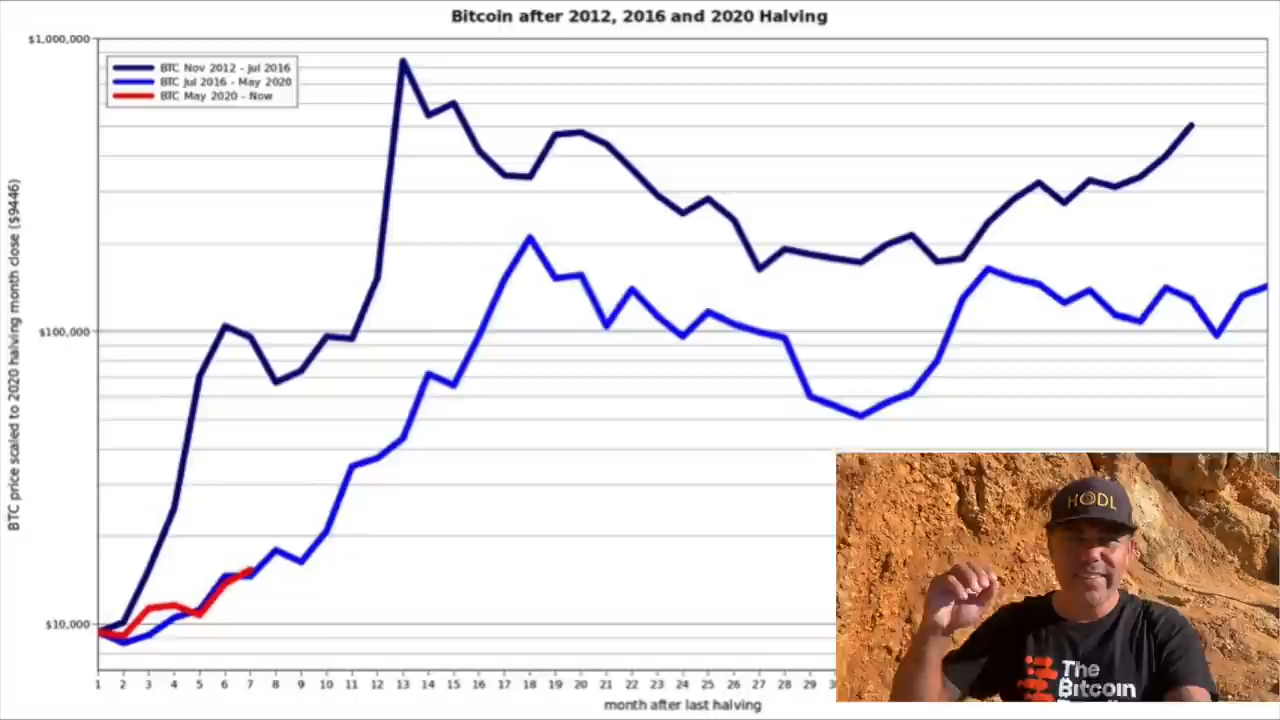 Bitcoin after 2012, 2016 and 2020 Halving
$1,000,000
BTC Nov 2012 - Jul 2016
BTC Jul 2016 - May 2020
BTC May 2020 - Now
BTC price scaled to 2020 halving month close ($9446)
$100,000
$10,000
1 2 3 4 5 6 7 8 9 10 11 12 13 14 15 16 17 18 19 20 21 22 23 24 25 26 27 28 29
month after last halving
HODL
The
Bitcoin